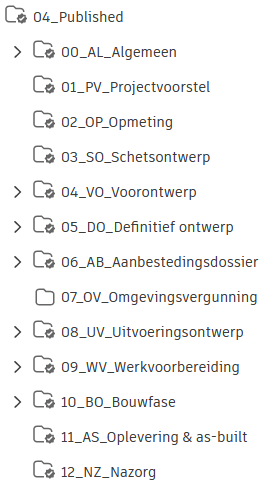 04_Published
00_AL_Algemeen
01_PV_Projectvoorstel
02_OP_Opmeting
03_SO_Schetsontwerp
04_VO_Voorontwerp
05_DO_Definitief ontwerp
06_AB_Aanbestedingsdossier
07_OV_Omgevingsvergunning
08_UV_Uitvoeringsontwerp
09_WV_Werkvoorbereiding
10_BO_Bouwfase
11_AS_Oplevering & as-built
12_NZ_Nazorg